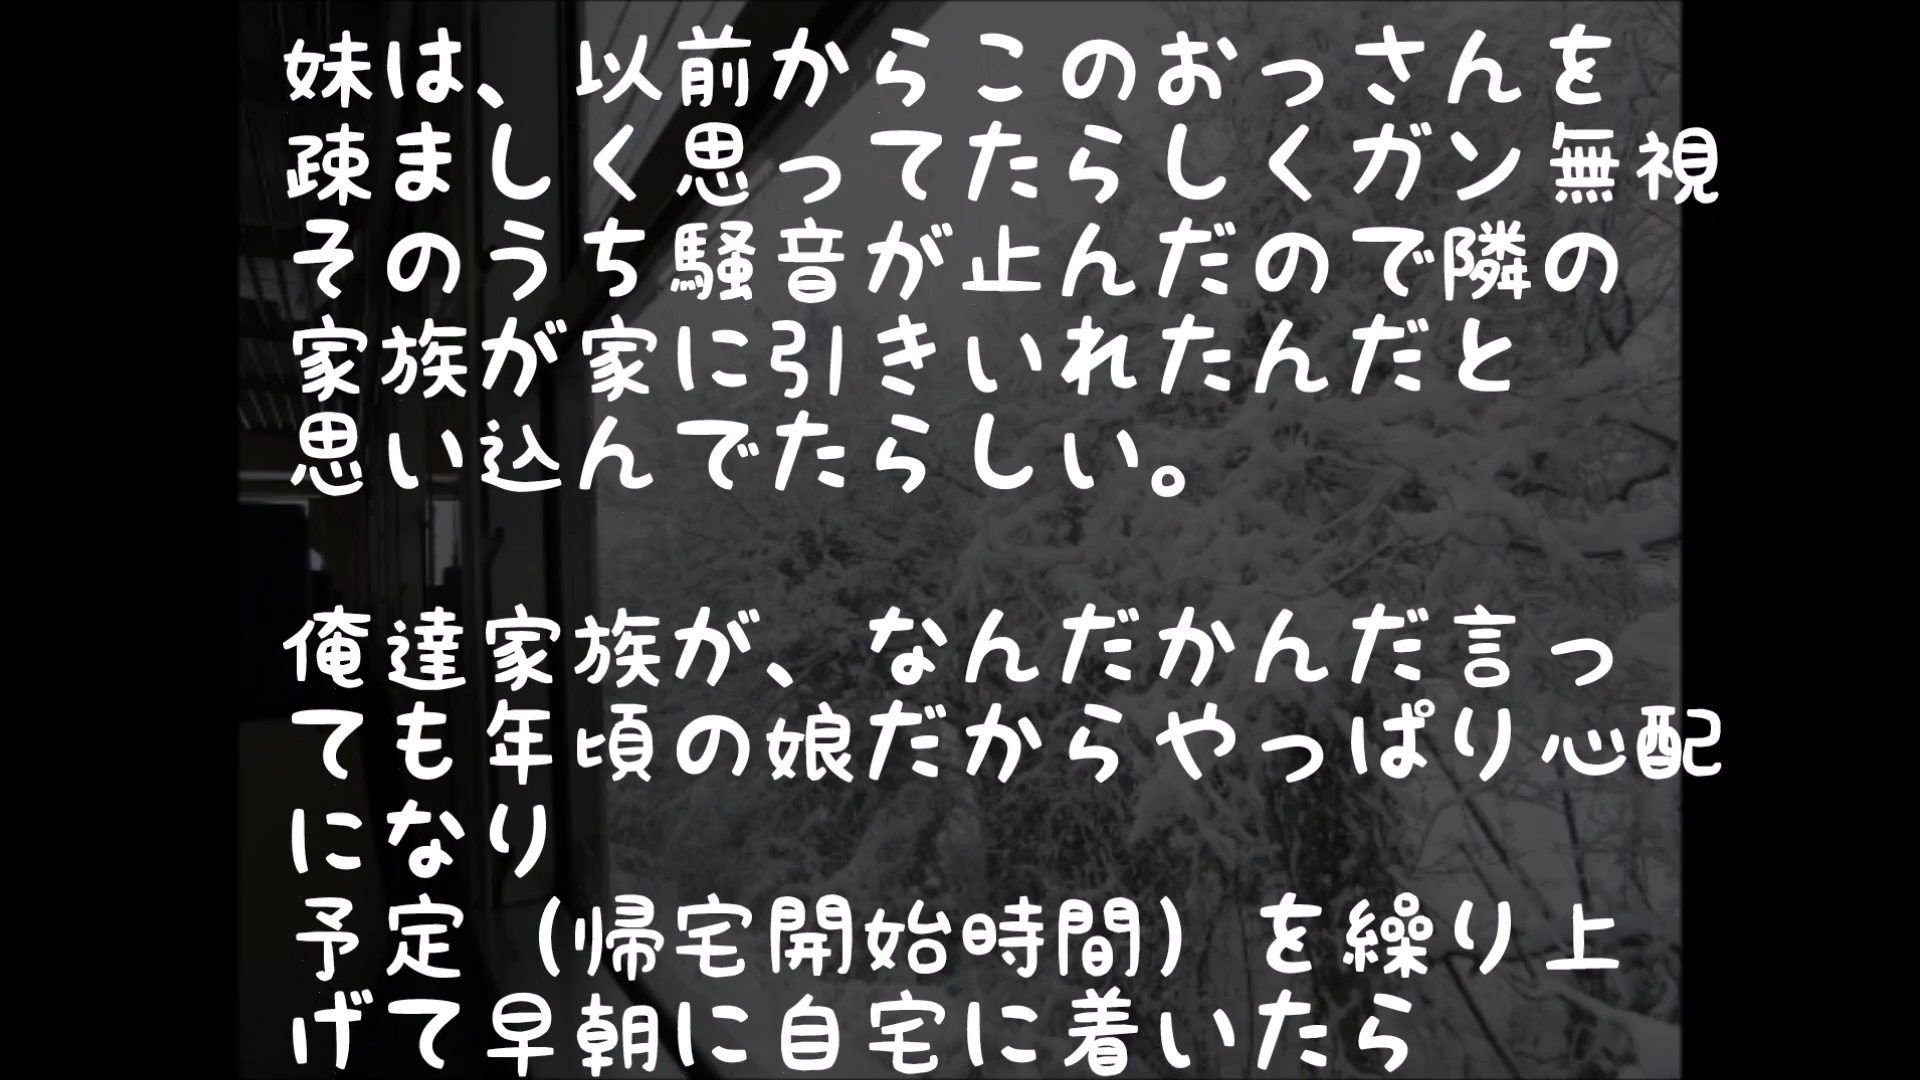 妹は、以前からこのおっさんを
疎ましく思ってたらしくガン無視
そのうち騒音が止んだので隣の
家族が家に引きいれたんだと
思い込んでたらしい。
俺達家族が、なんだかんだ言っ
ても年頃の娘だからやっぱり心配
になり
予定（帰宅開始時間）を繰り上
げて早朝に自宅に着いたら